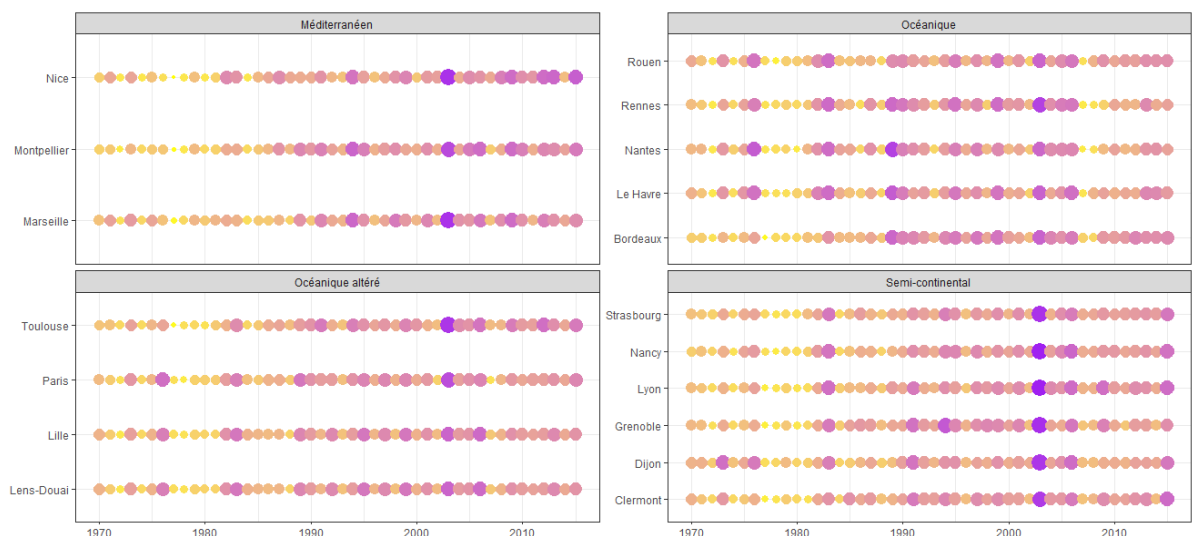 Méditerranéen
Nice
Montpellier
Marseille
Océanique
Rouen
Rennes
Nantes
Le Havre
Bordeaux
Océanique altéré
Toulouse
Paris
Lille
Lens-Douai
1970 1980 1990 2000 2010
Semi-continental
Strasbourg
Nancy
Lyon
Grenoble
Dijon
Clermont
1970 1980 1990 2000 2010